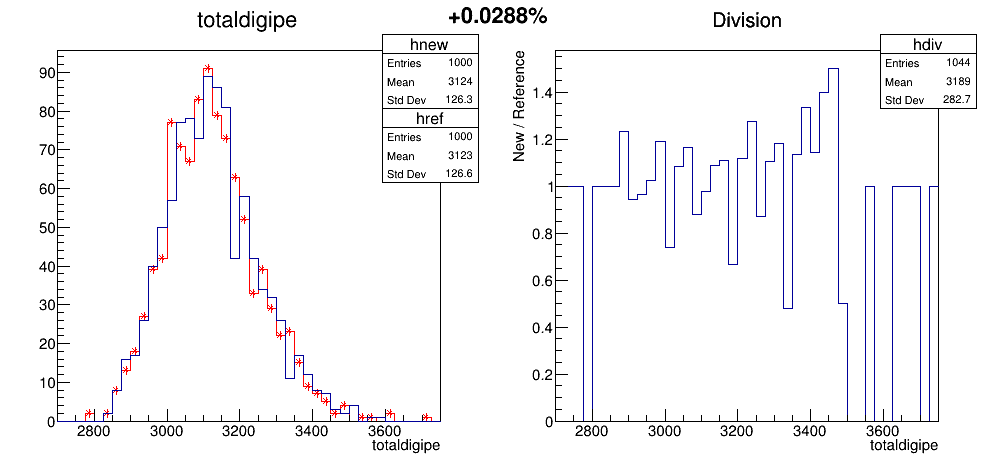 +0.0288%
totaldigipe
hnew
Entries 1000
Mean 3124
Std Dev 126.3
href
Entries 1000
Mean 3123
Std Dev 126.6
90
80
70
60
50
40
30
20
10
0
2800 3000 3200 3400 3600
totaldigipe
Division
hdiv
Entries 1044
Mean 3189
Std Dev 282.7
New / Reference
1.4
1.2
1
0.8
0.6
0.4
0.2
0
2800 3000 3200 3400 3600
totaldigipe